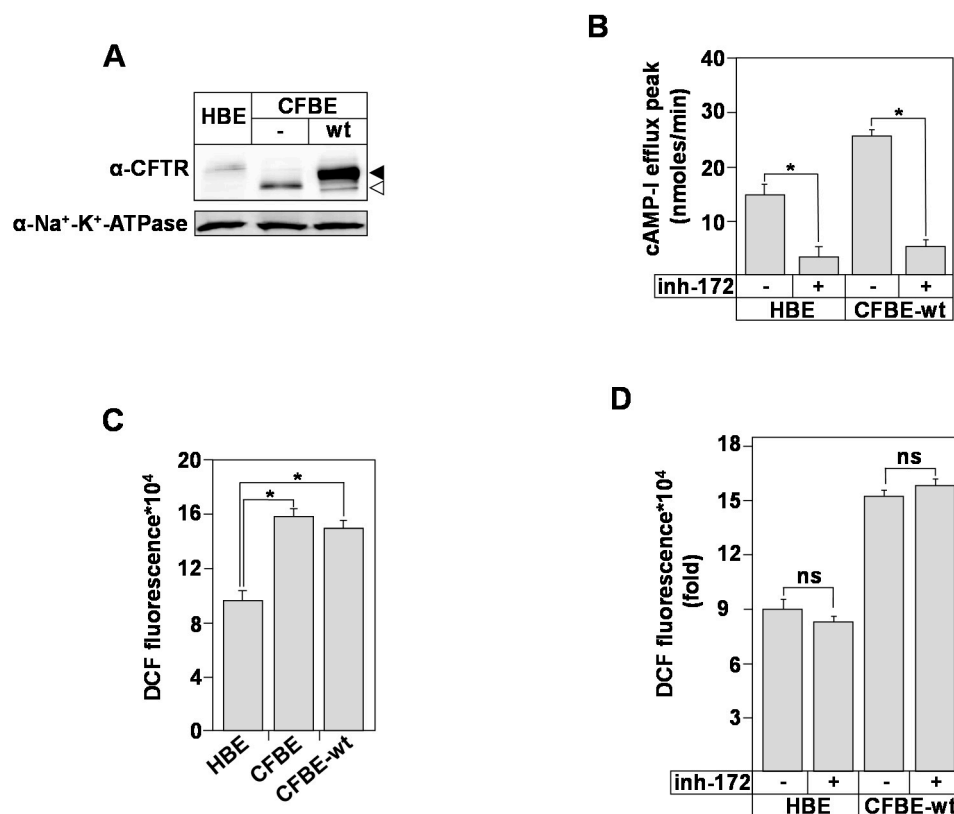 A
HBE CFBE
- wt
α-CFTR
α-Na⁺-K⁺-ATPase
B
cAMP-I efflux peak
(nmoles/min)
40
30
20
10
*
*
inh-172 - + - +
HBE CFBE-wt
C
DCF fluorescence*10⁴
20
16
12
8
4
0
*
*
HBE CFBE CFBE-wt
D
DCF fluorescence*10⁴
(fold)
18
15
12
9
6
3
ns
ns
inh-172 - + - +
HBE CFBE-wt